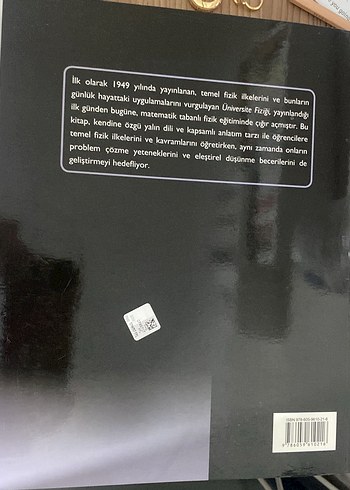 İlk olarak 1949 yılında yayınlanan, temel fizik ilkelerini ve bunların
günlük hayattaki uygulamalarını vurgulayan Üniversite Fiziği, yayınlandığı
ilk günden bugüne, matematik tabanlı fizik eğitiminde çığır açmıştır. Bu
kitap, kendine özgü yalın dili ve kapsamlı anlatım tarzı ile öğrencilere
temel fizik ilkelerini ve kavramlarını öğretirken, aynı zamanda onların
problem çözme yeteneklerini ve eleştirel düşünme becerilerini de
geliştirmeyi hedefliyor.